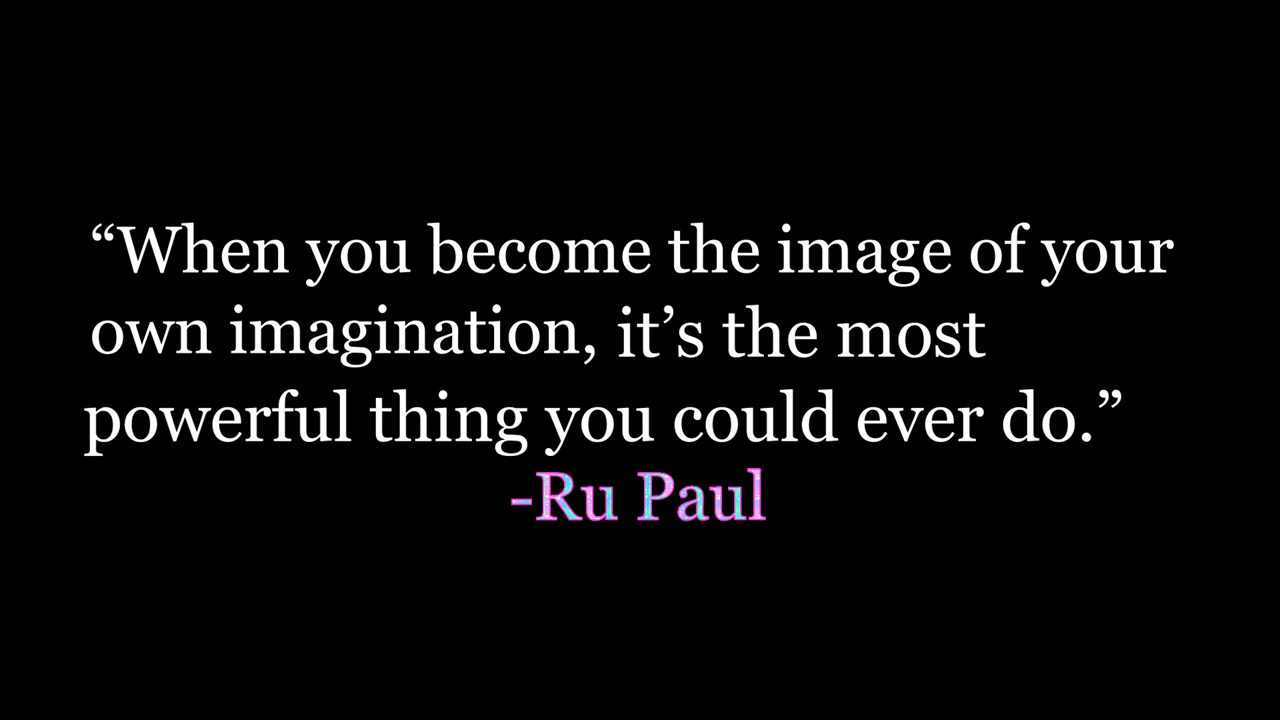 “When you become the image of your
own imagination, it’s the most
powerful thing you could ever do.”
-Ru Paul